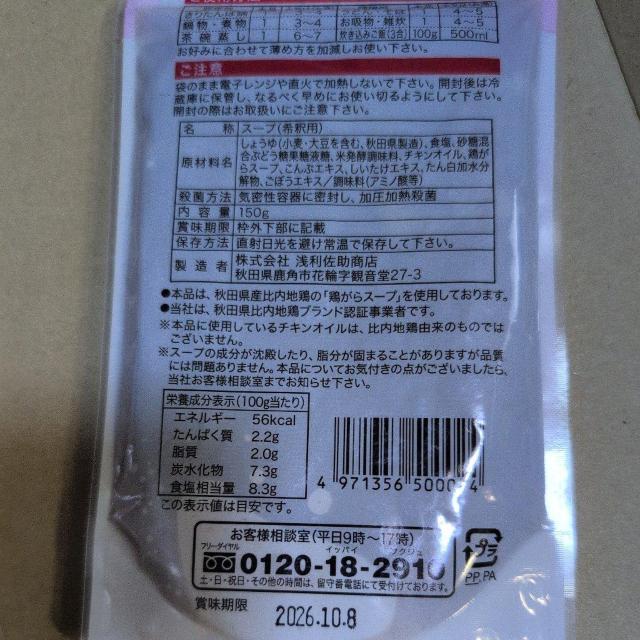 鍋物・煮物 1 3〜4
茶碗蒸し 1 6〜7
お吸物・雑炊 1 4〜5
炊き込みご飯(3合) 100g 500ml
お好みに合わせて薄め方を加減しお使い下さい。
ご注意
袋のまま電子レンジや直火で加熱しないで下さい。開封後は冷
蔵庫に保管し、なるべく早めにお使い切るようにして下さい。
開封の際はお取扱いにご注意下さい。
名称 スープ(希釈用)
原材料名 しょうゆ(小麦・大豆を含む、秋田県製造)、食塩、砂糖混
合ぶどう糖果糖液糖、米発酵調味料、チキンオイル、鶏が
らスープ、こんぶエキス、しいたけエキス、たん白加水分
解物、ごぼうエキス/調味料(アミノ酸等)
殺菌方法 気密性容器に密封し、加圧加熱殺菌
内容量 150g
賞味期限 枠外下部に記載
保存方法 直射日光を避け常温で保存して下さい。
製造者 株式会社 浅利佐助商店
秋田県鹿角市花輪字観音堂27-3
●本品は、秋田県産比内地鶏の「鶏がらスープ」を使用しております。
●当社は、秋田県比内地鶏ブランド認証事業者です。
※本品に使用しているチキンオイルは、比内地鶏由来のものでは
ございません。
※スープの成分が沈殿したり、脂分が固まることがありますが品質
には問題ありません。本品についてお気付きの点がございましたら、
当社お客様相談室までお知らせ下さい。
栄養成分表示(100g当たり)
エネルギー 56kcal
たんぱく質 2.2g
脂質 2.0g
炭水化物 7.3g
食塩相当量 8.3g
この表示値は目安です。
4 971356 500054
お客様相談室(平日9時〜17時)
フリーダイヤル イッパイ フクジュ
0120-18-2910
土・日・祝日・その他の時間は、留守番電話にて受付けております。
プラ
PP,PA
賞味期限 2026.10.8